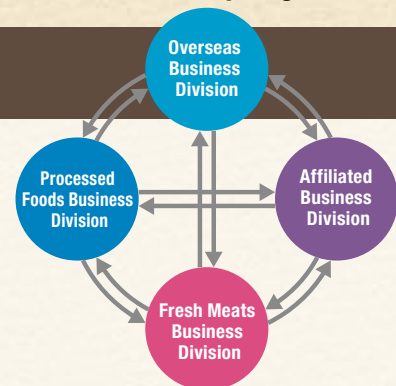 Overseas
Business
Division
Processed
Foods Business
Division
Affiliated
Business
Division
Fresh Meats
Business
Division